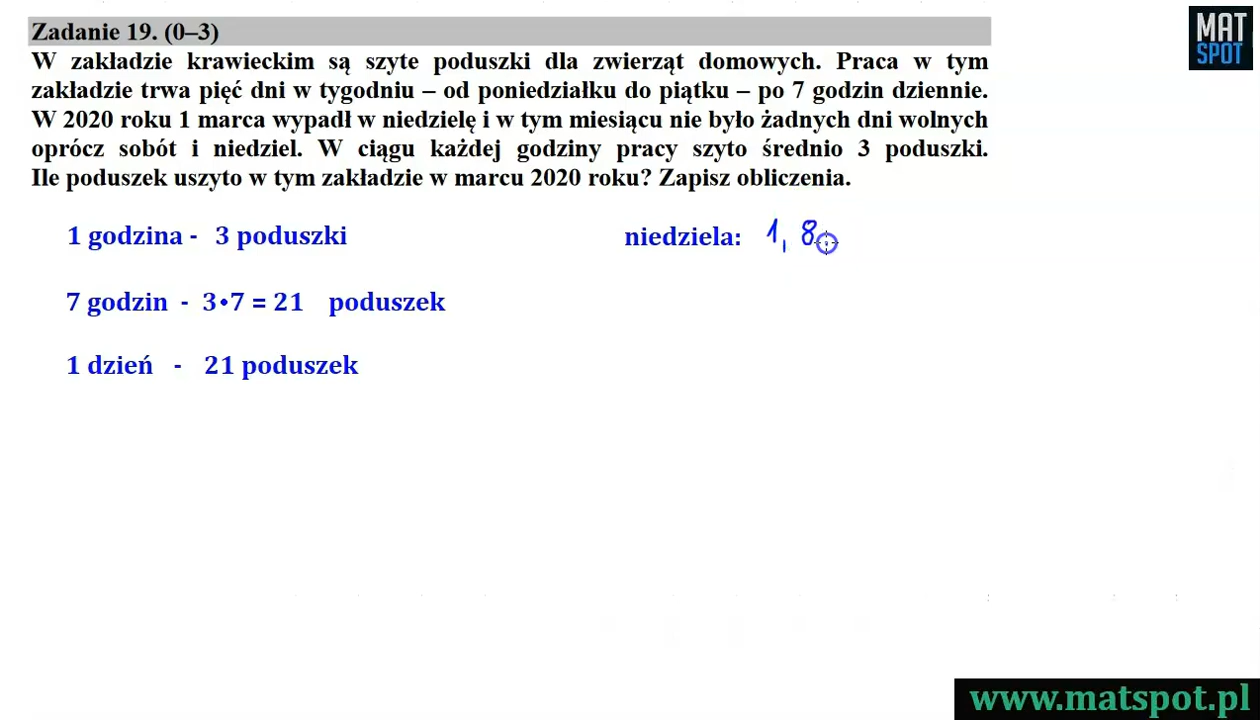 Zadanie 19. (0–3)
MAT
SPOT
W zakładzie krawieckim są szyte poduszki dla zwierząt domowych. Praca w tym
zakładzie trwa pięć dni w tygodniu – od poniedziałku do piątku – po 7 godzin dziennie.
W 2020 roku 1 marca wypadł w niedzielę i w tym miesiącu nie było żadnych dni wolnych
oprócz sobót i niedziel. W ciągu każdej godziny pracy szyto średnio 3 poduszki.
Ile poduszek uszyto w tym zakładzie w marcu 2020 roku? Zapisz obliczenia.
1 godzina - 3 poduszki
niedziela: 1, 8
7 godzin - 3•7 = 21 poduszek
1 dzień - 21 poduszek
www.matspot.pl